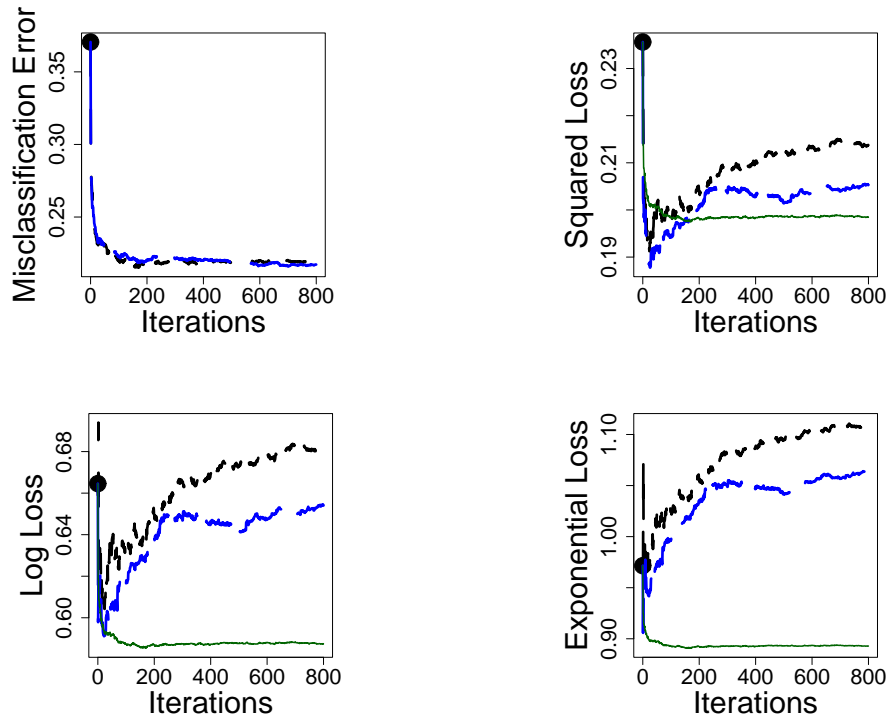 Misclassification Error
0.35
0.30
0.25
0 200 400 600 800
Iterations
Squared Loss
0.23
0.21
0.19
0 200 400 600 800
Iterations
Log Loss
0.68
0.64
0.60
0 200 400 600 800
Iterations
Exponential Loss
1.10
1.00
0.90
0 200 400 600 800
Iterations